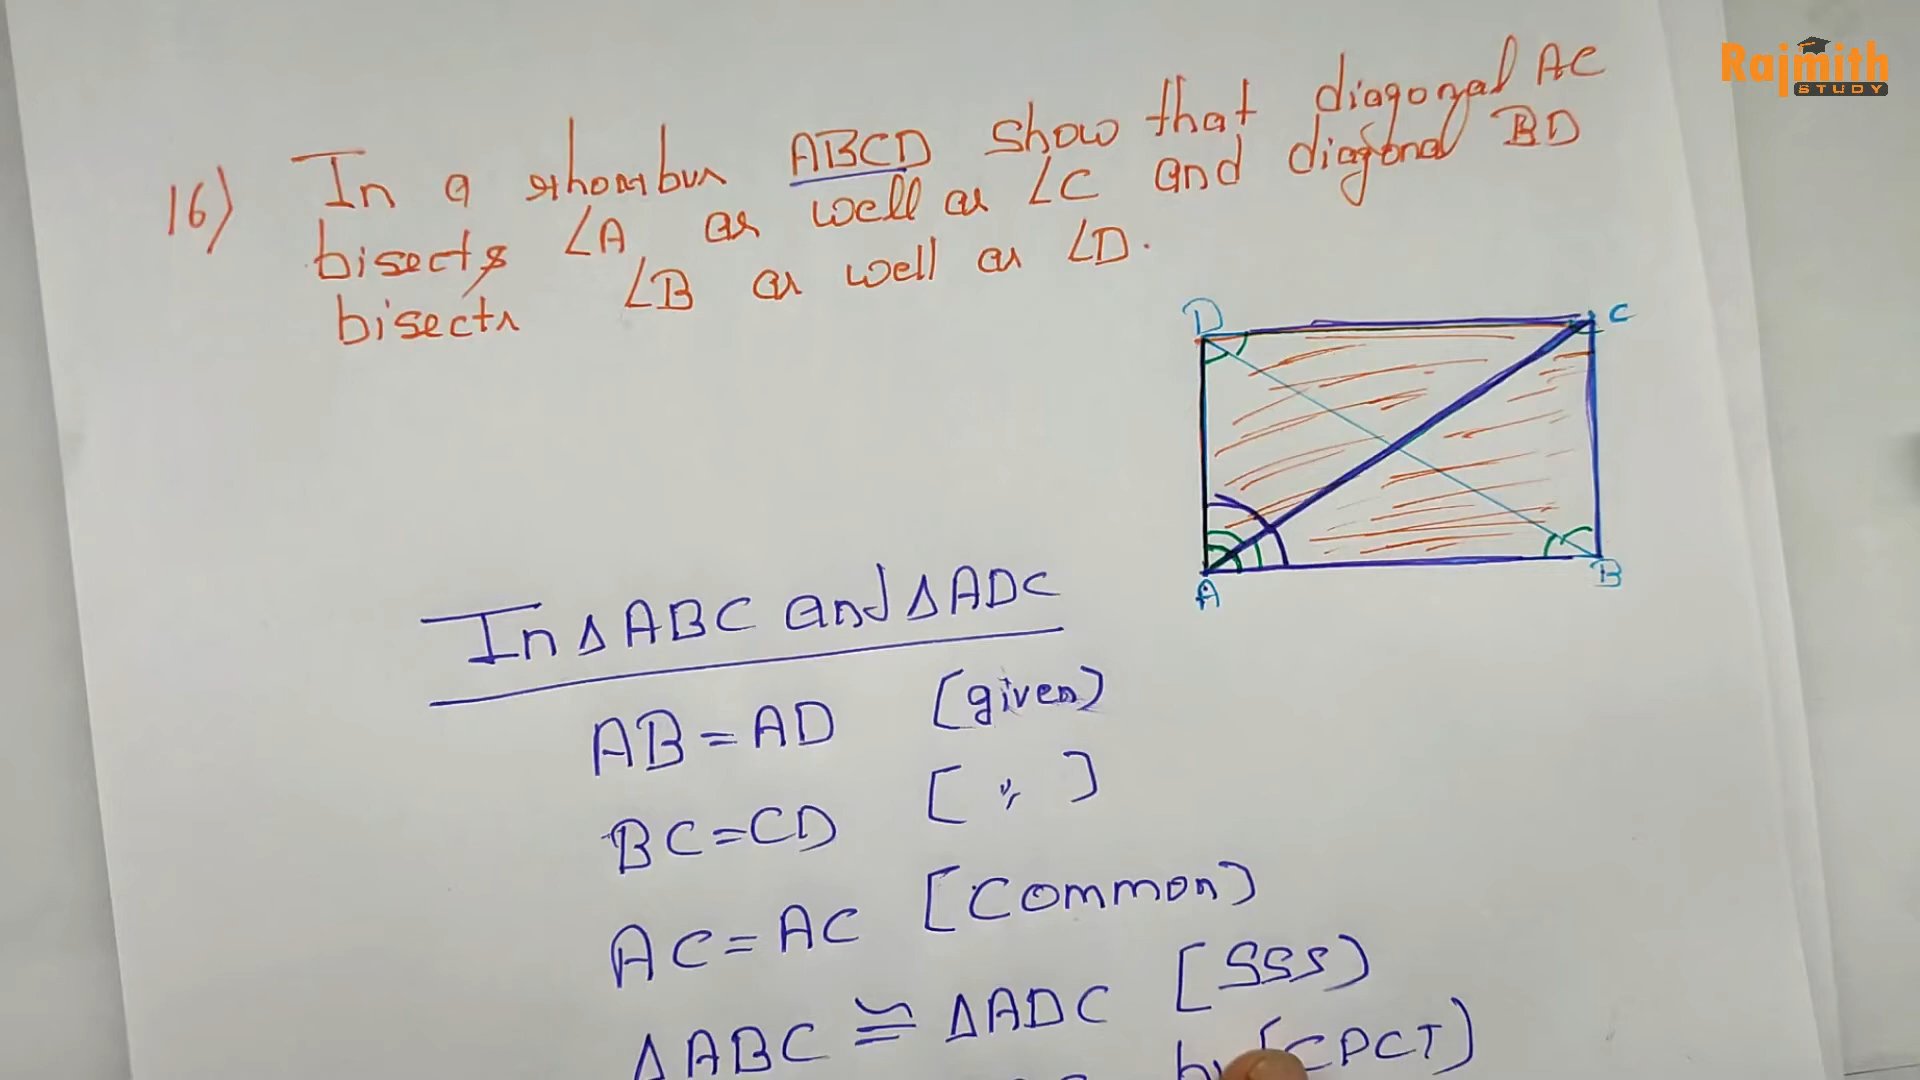 Rajmith
STUDY
16) In a rhombus ABCD show that diagonal AC
bisects ∠A as well as ∠C and diagonal BD
bisects ∠B as well as ∠D.
D
C
A
B
In Δ ABC and Δ ADC
AB = AD [given]
BC = CD [ " ]
AC = AC [Common]
Δ ABC ≅ Δ ADC [SSS]
by [CPCT]